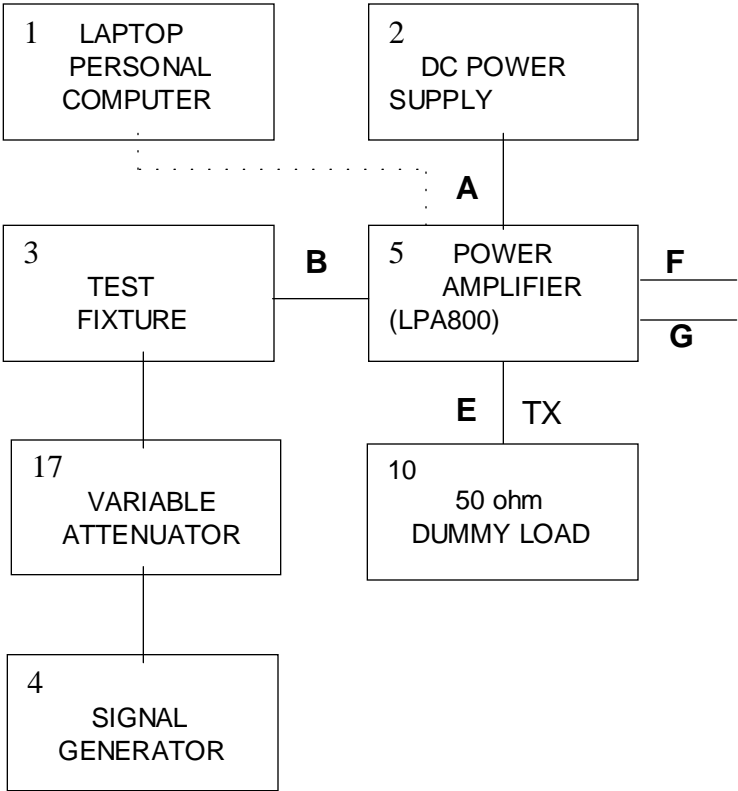 1 LAPTOP
PERSONAL
COMPUTER
2
DC POWER
SUPPLY
A
3
TEST
FIXTURE
B
5 POWER
AMPLIFIER
(LPA800)
F
G
E TX
17
VARIABLE
ATTENUATOR
10
50 ohm
DUMMY LOAD
4
SIGNAL
GENERATOR